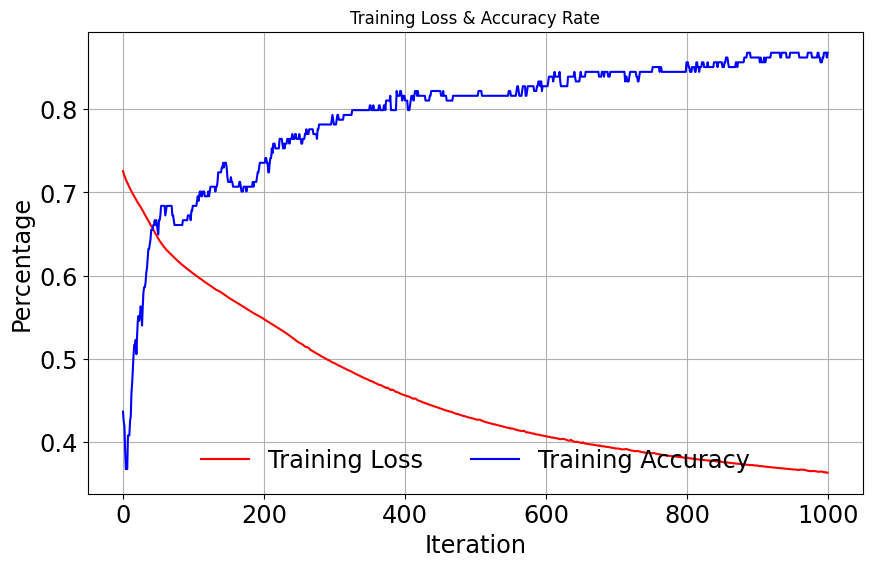 Training Loss & Accuracy Rate
Percentage
0.8
0.7
0.6
0.5
0.4
Training Loss Training Accuracy
0 200 400 600 800 1000
Iteration